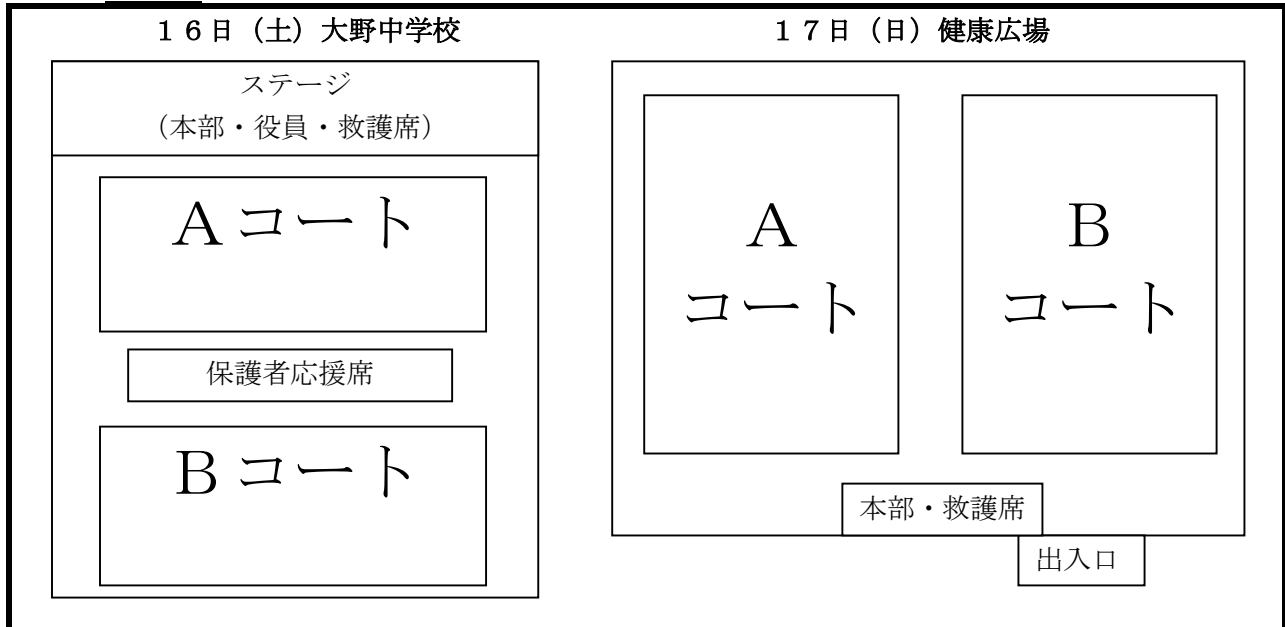 １６日（土）大野中学校
ステージ
（本部・役員・救護席）
Aコート
保護者応援席
Bコート
１７日（日）健康広場
A
コート
B
コート
本部・救護席
出入口